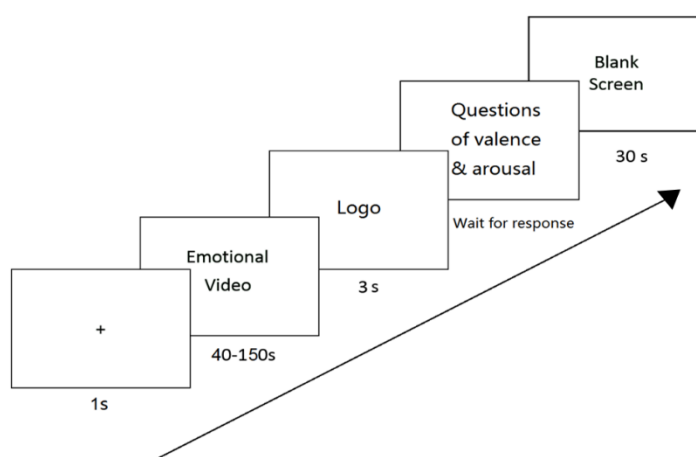 +
1s
Emotional
Video
40-150s
Logo
3 s
Questions
of valence
& arousal
Wait for response
Blank
Screen
30 s